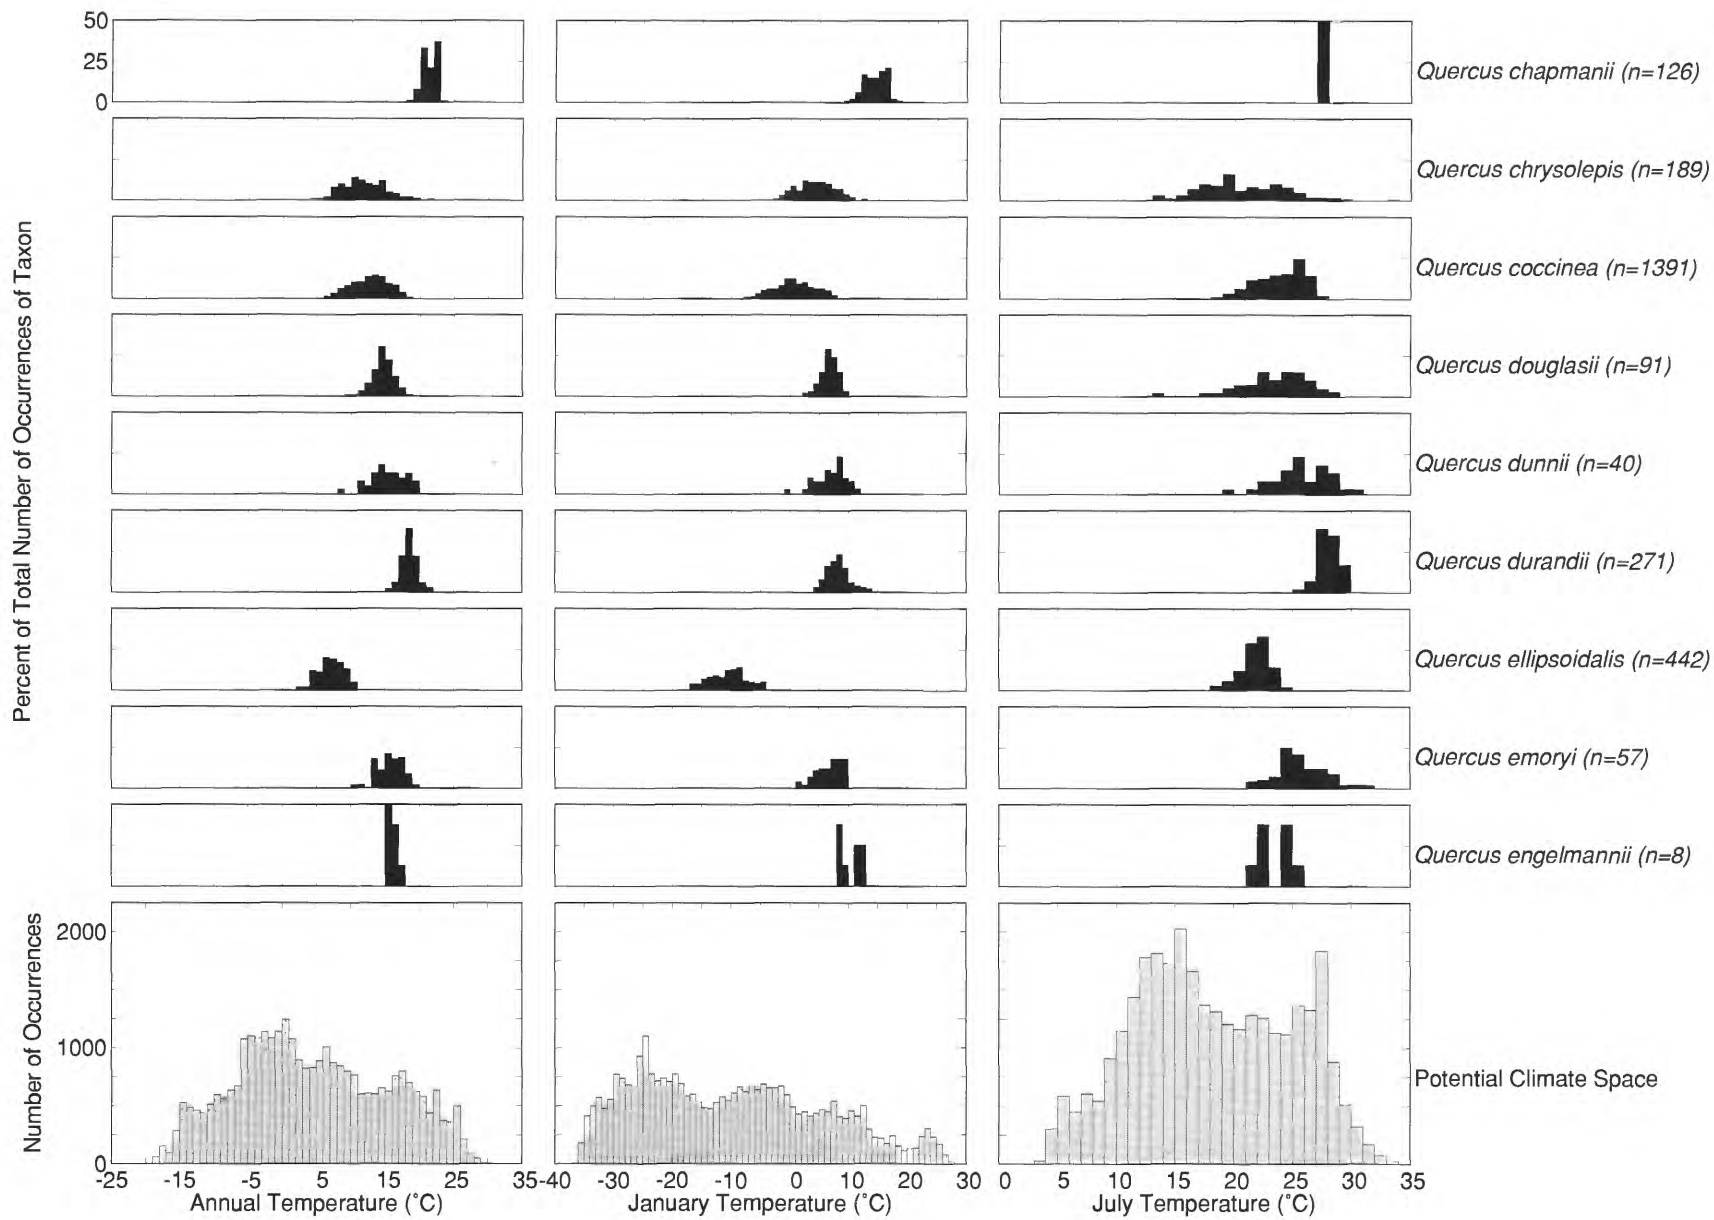 50
25
0
Quercus chapmanii (n=126)
Quercus chrysolepis (n=189)
Quercus coccinea (n=1391)
Quercus douglasii (n=91)
Quercus dunnii (n=40)
Quercus durandii (n=271)
Quercus ellipsoidalis (n=442)
Quercus emoryi (n=57)
Quercus engelmannii (n=8)
Percent of Total Number of Occurrences of Taxon
Number of Occurrences
2000
1000
0
Potential Climate Space
-25 -15 -5 5 15 25 35
Annual Temperature (°C)
-40 -30 -20 -10 0 10 20 30
January Temperature (°C)
0 5 10 15 20 25 30 35
July Temperature (°C)